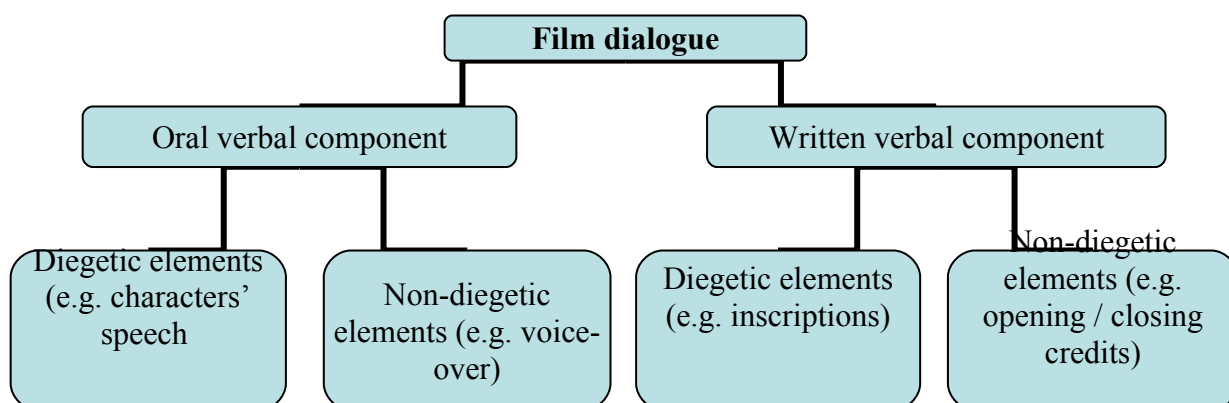 Film dialogue
Oral verbal component
Written verbal component
Diegetic elements
(e.g. characters’
speech
Non-diegetic
elements (e.g. voice-
over)
Diegetic elements
(e.g. inscriptions)
Non-diegetic
elements (e.g.
opening / closing
credits)